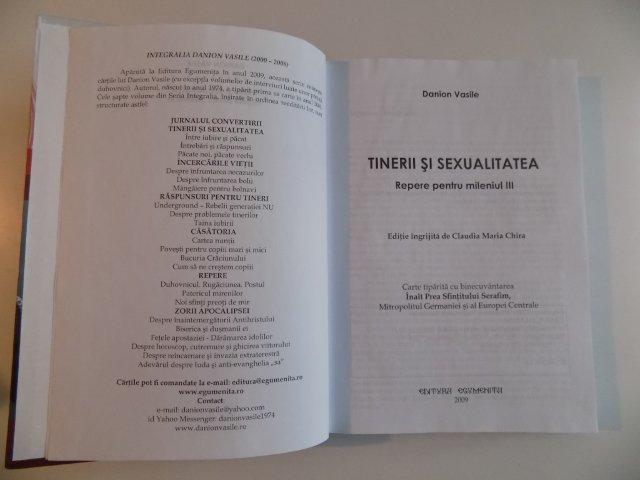 INTEGRALIA DANION VASILE (2000 - 2008)
Apărută la Editura Egumenița în anul 2009, această serie
cărțile lui Danion Vasile (cu excepția volumelor de interviuri luate unor
duhovnici). Autorul, născut în anul 1974, a tipărit prima sa carte în anul 2000.
Cele șapte volume din Seria Integralia, înșirate în ordinea
structurate astfel:
JURNALUL CONVERTIRII
TINERII ȘI SEXUALITATEA
Între iubire și păcat
Întrebări și răspunsuri
Păcate noi, păcate vechi
ÎNCERCĂRILE VIEȚII
Despre înfruntarea necazurilor
Despre înfruntarea bolii
Mângâiere pentru bolnavi
RĂSPUNSURI PENTRU TINERI
Underground – Rebelii generației NU
Despre problemele tinerilor
Taina iubirii
CĂSĂTORIA
Cartea nunții
Povești pentru copiii mari și mici
Bucuria Crăciunului
Cum să ne creștem copiii
REPERE
Duhovnicul. Rugăciunea. Postul
Patericul mirenilor
Noi sfinți preoți de mir
ZORII APOCALIPSEI
Despre înaintemergătorii Antihristului
Biserica și dușmanii ei
Fețele apostaziei - Dărâmarea idolilor
Despre horoscop, cutremure și ghicirea viitorului
Despre reîncarnare și invazia extraterestră
Adevărul despre Iuda și anti-evanghelia „sa”
Cărțile pot fi comandate la e-mail: editura@egumenita.ro
www.egumenita.ro
Contact:
e-mail: danionvasile@yahoo.com
id Yahoo Messenger: danionvasile1974
www.danionvasile.ro
Danion Vasile
TINERII ȘI SEXUALITATEA
Repere pentru mileniul III
Ediție îngrijită de Claudia Maria Chira
Carte tipărită cu binecuvântarea
Înalt Prea Sfințitului Serafim,
Mitropolitul Germaniei și al Europei Centrale
EDITURA EGUMENIȚA
2009